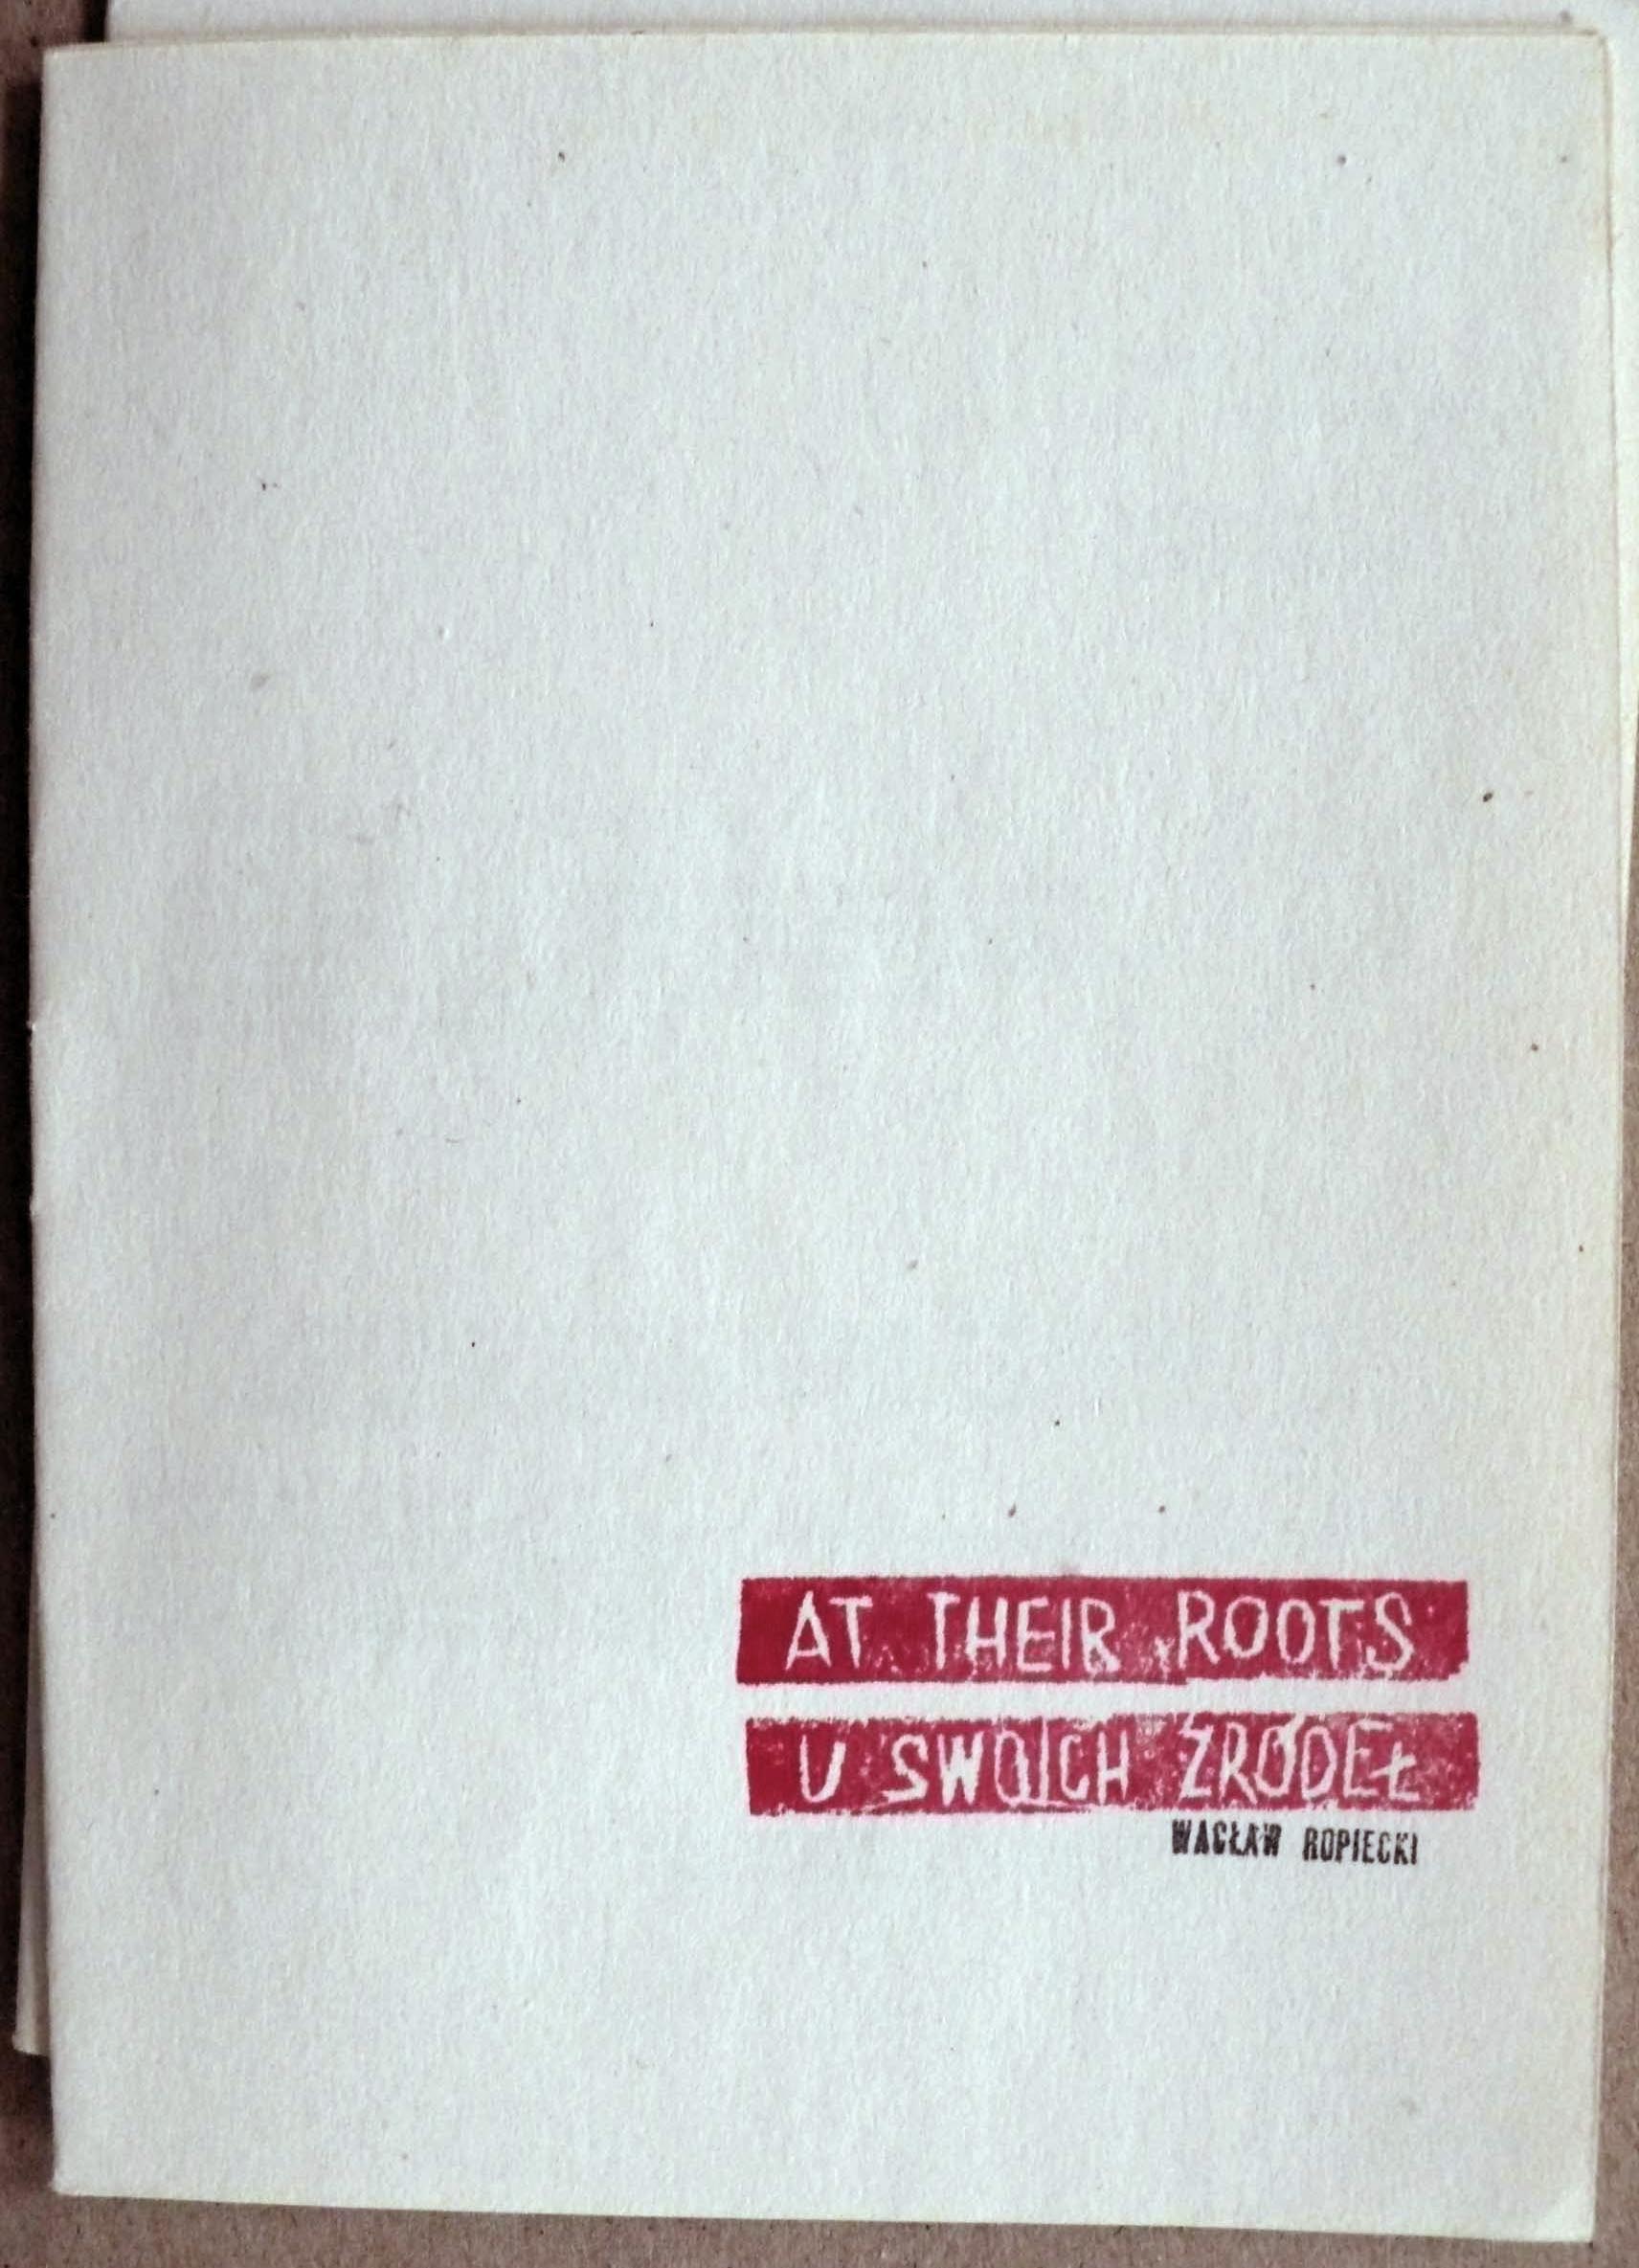 AT THEIR ROOTS
U SWOICH ŹRÓDEŁ
WACŁAW ROPIECKI